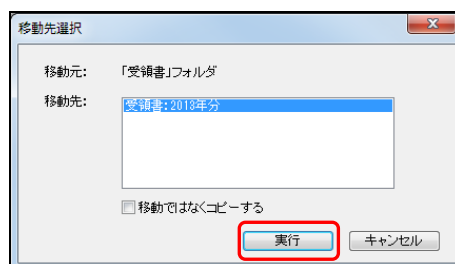 移動先選択
移動元: 「受領書」フォルダ
移動先: 受領書:2013年分
移動ではなくコピーする
実行 キャンセル